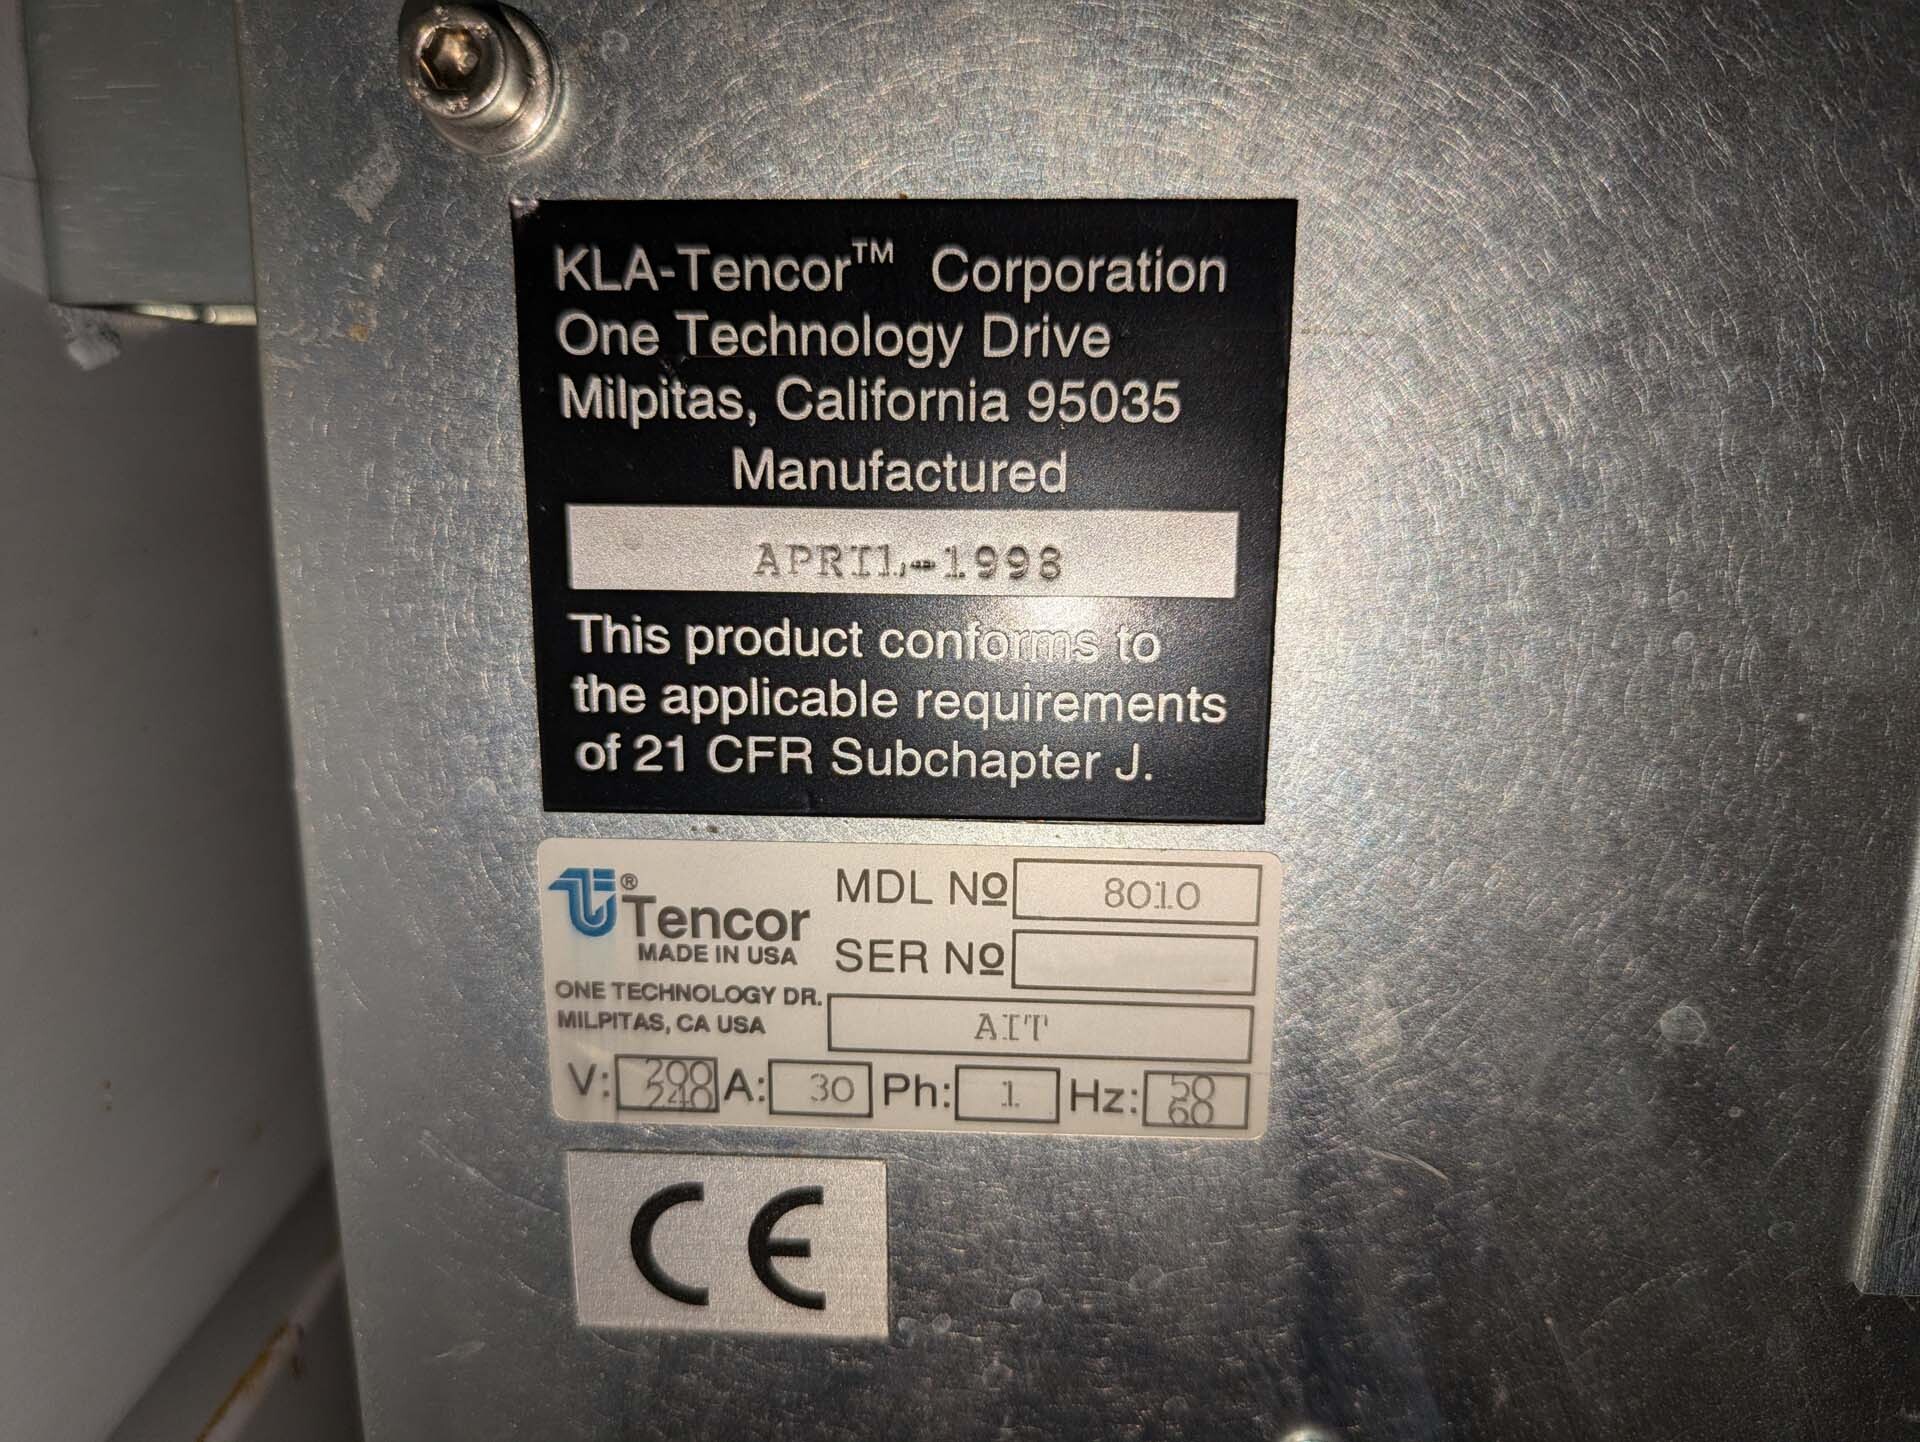 KLA-Tencor™ Corporation
One Technology Drive
Milpitas, California 95035
Manufactured
APRIL-1998
This product conforms to
the applicable requirements
of 21 CFR Subchapter J.
® Tencor
MADE IN USA
ONE TECHNOLOGY DR.
MILPITAS, CA USA
MDL Nº 8010
SER Nº
AIT
V: 200 240 A: 30 Ph: 1 Hz: 50 60
CE